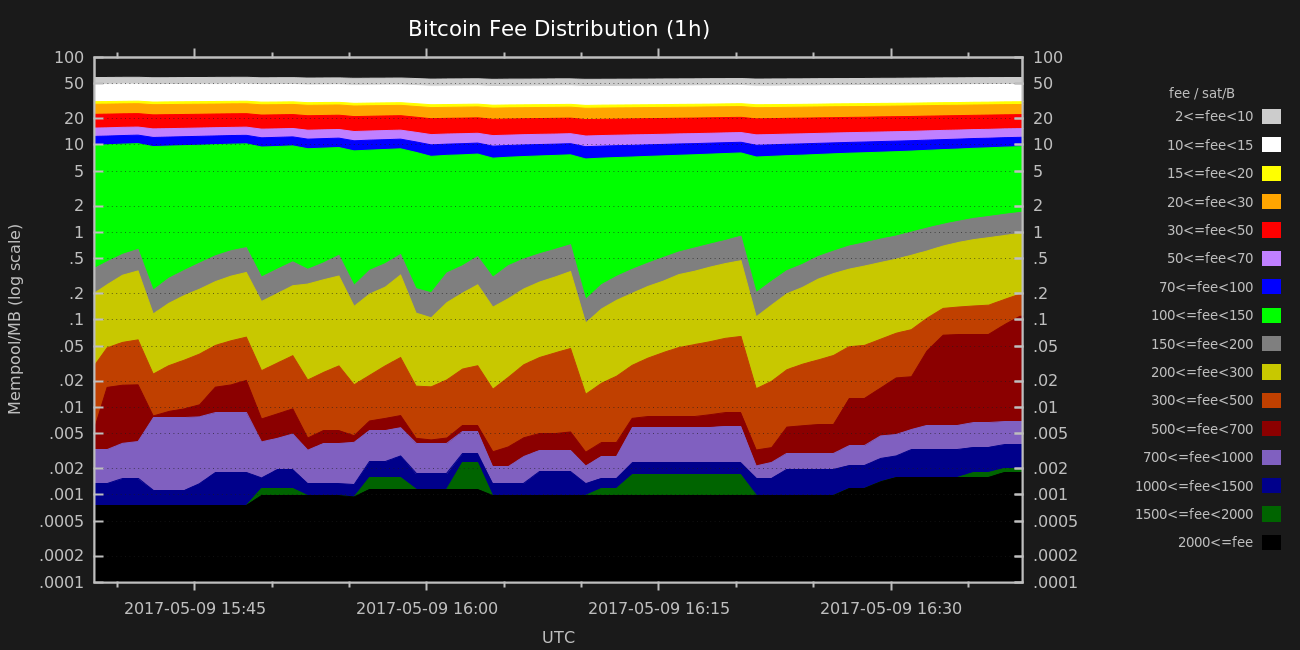 Bitcoin Fee Distribution (1h)
Mempool/MB (log scale)
100
50
20
10
5
2
1
.5
.2
.1
.05
.02
.01
.005
.002
.001
.0005
.0002
.0001
100
50
20
10
5
2
1
.5
.2
.1
.05
.02
.01
.005
.002
.001
.0005
.0002
.0001
2017-05-09 15:45
2017-05-09 16:00
2017-05-09 16:15
2017-05-09 16:30
UTC
fee / sat/B
2<=fee<10
10<=fee<15
15<=fee<20
20<=fee<30
30<=fee<50
50<=fee<70
70<=fee<100
100<=fee<150
150<=fee<200
200<=fee<300
300<=fee<500
500<=fee<700
700<=fee<1000
1000<=fee<1500
1500<=fee<2000
2000<=fee